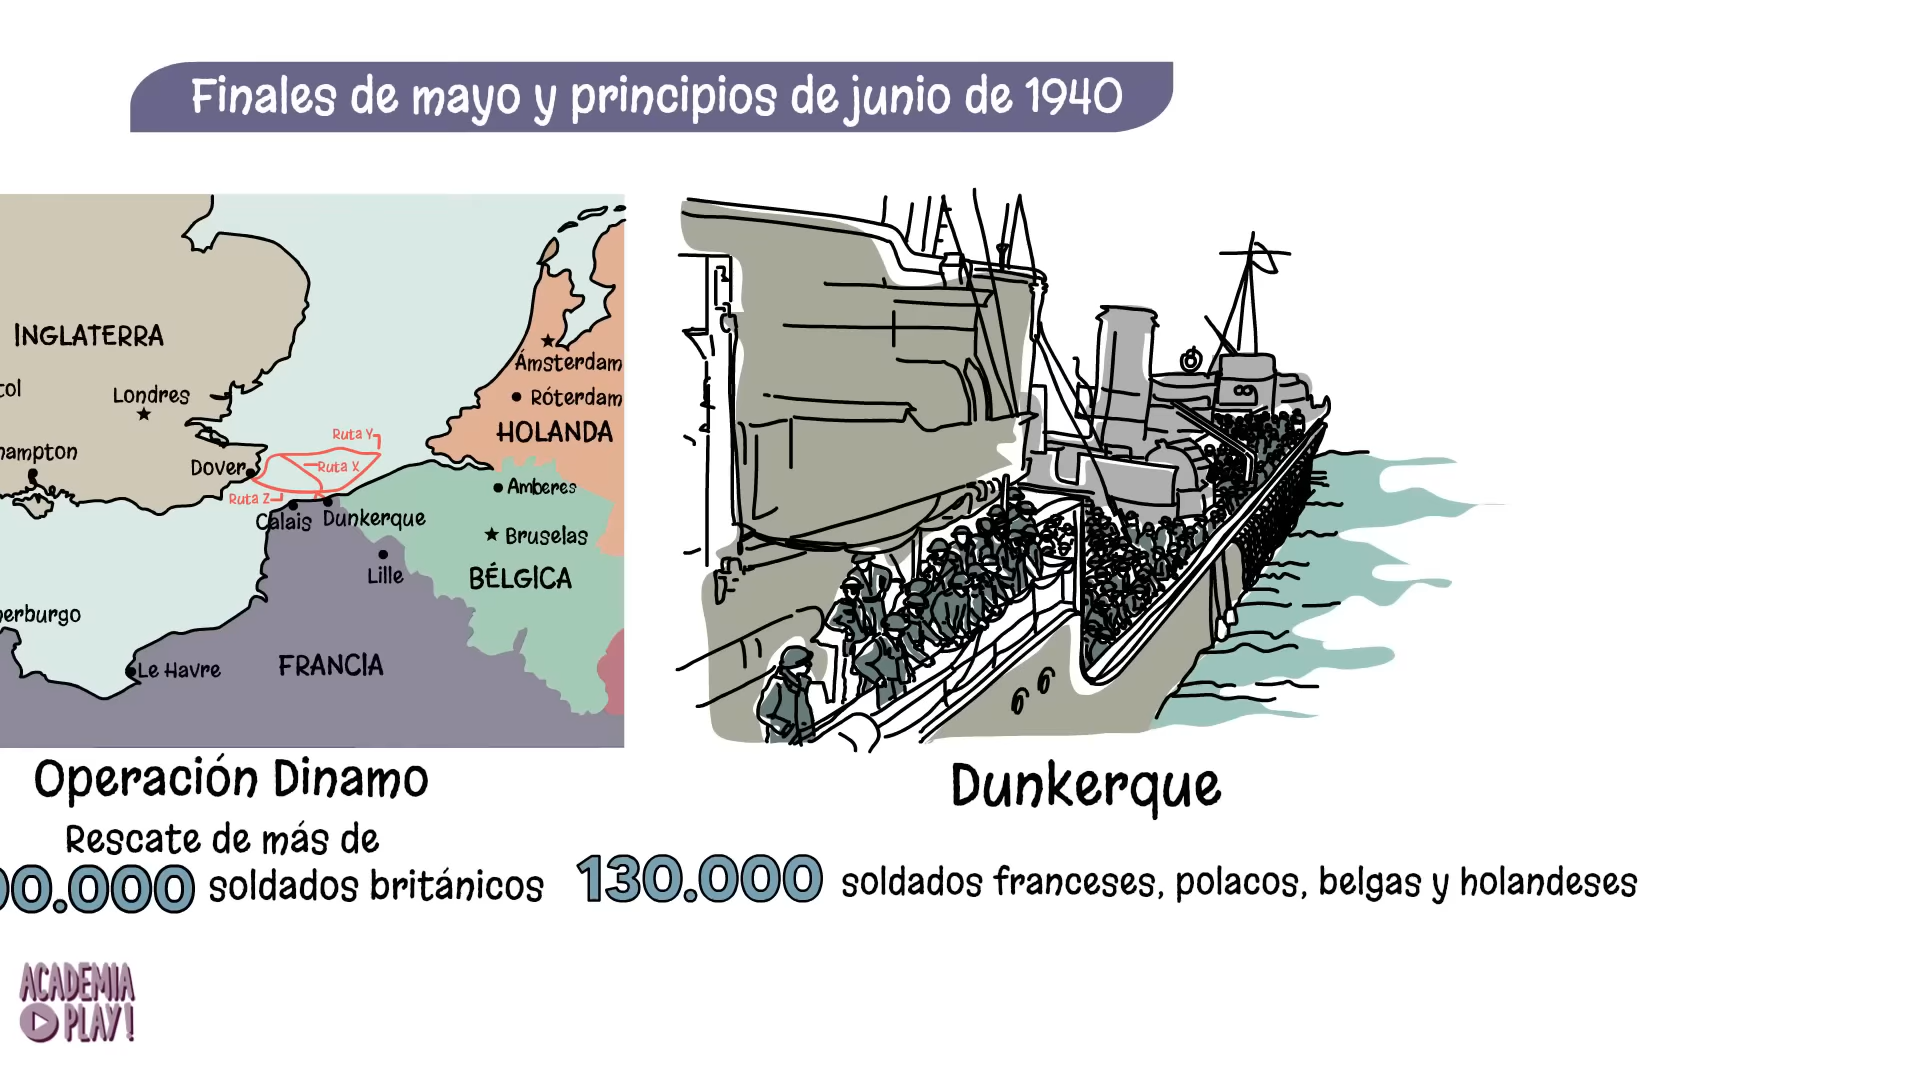 Finales de mayo y principios de junio de 1940
INGLATERRA
Londres
Dover
Ruta Y
Ruta X
Ruta Z
Calais
Dunkerque
Lille
Le Havre
FRANCIA
Ámsterdam
Róterdam
HOLANDA
Amberes
Bruselas
BÉLGICA
Operación Dinamo
Rescate de más de
00.000 soldados británicos
Dunkerque
130.000 soldados franceses, polacos, belgas y holandeses
ACADEMIA
PLAY!